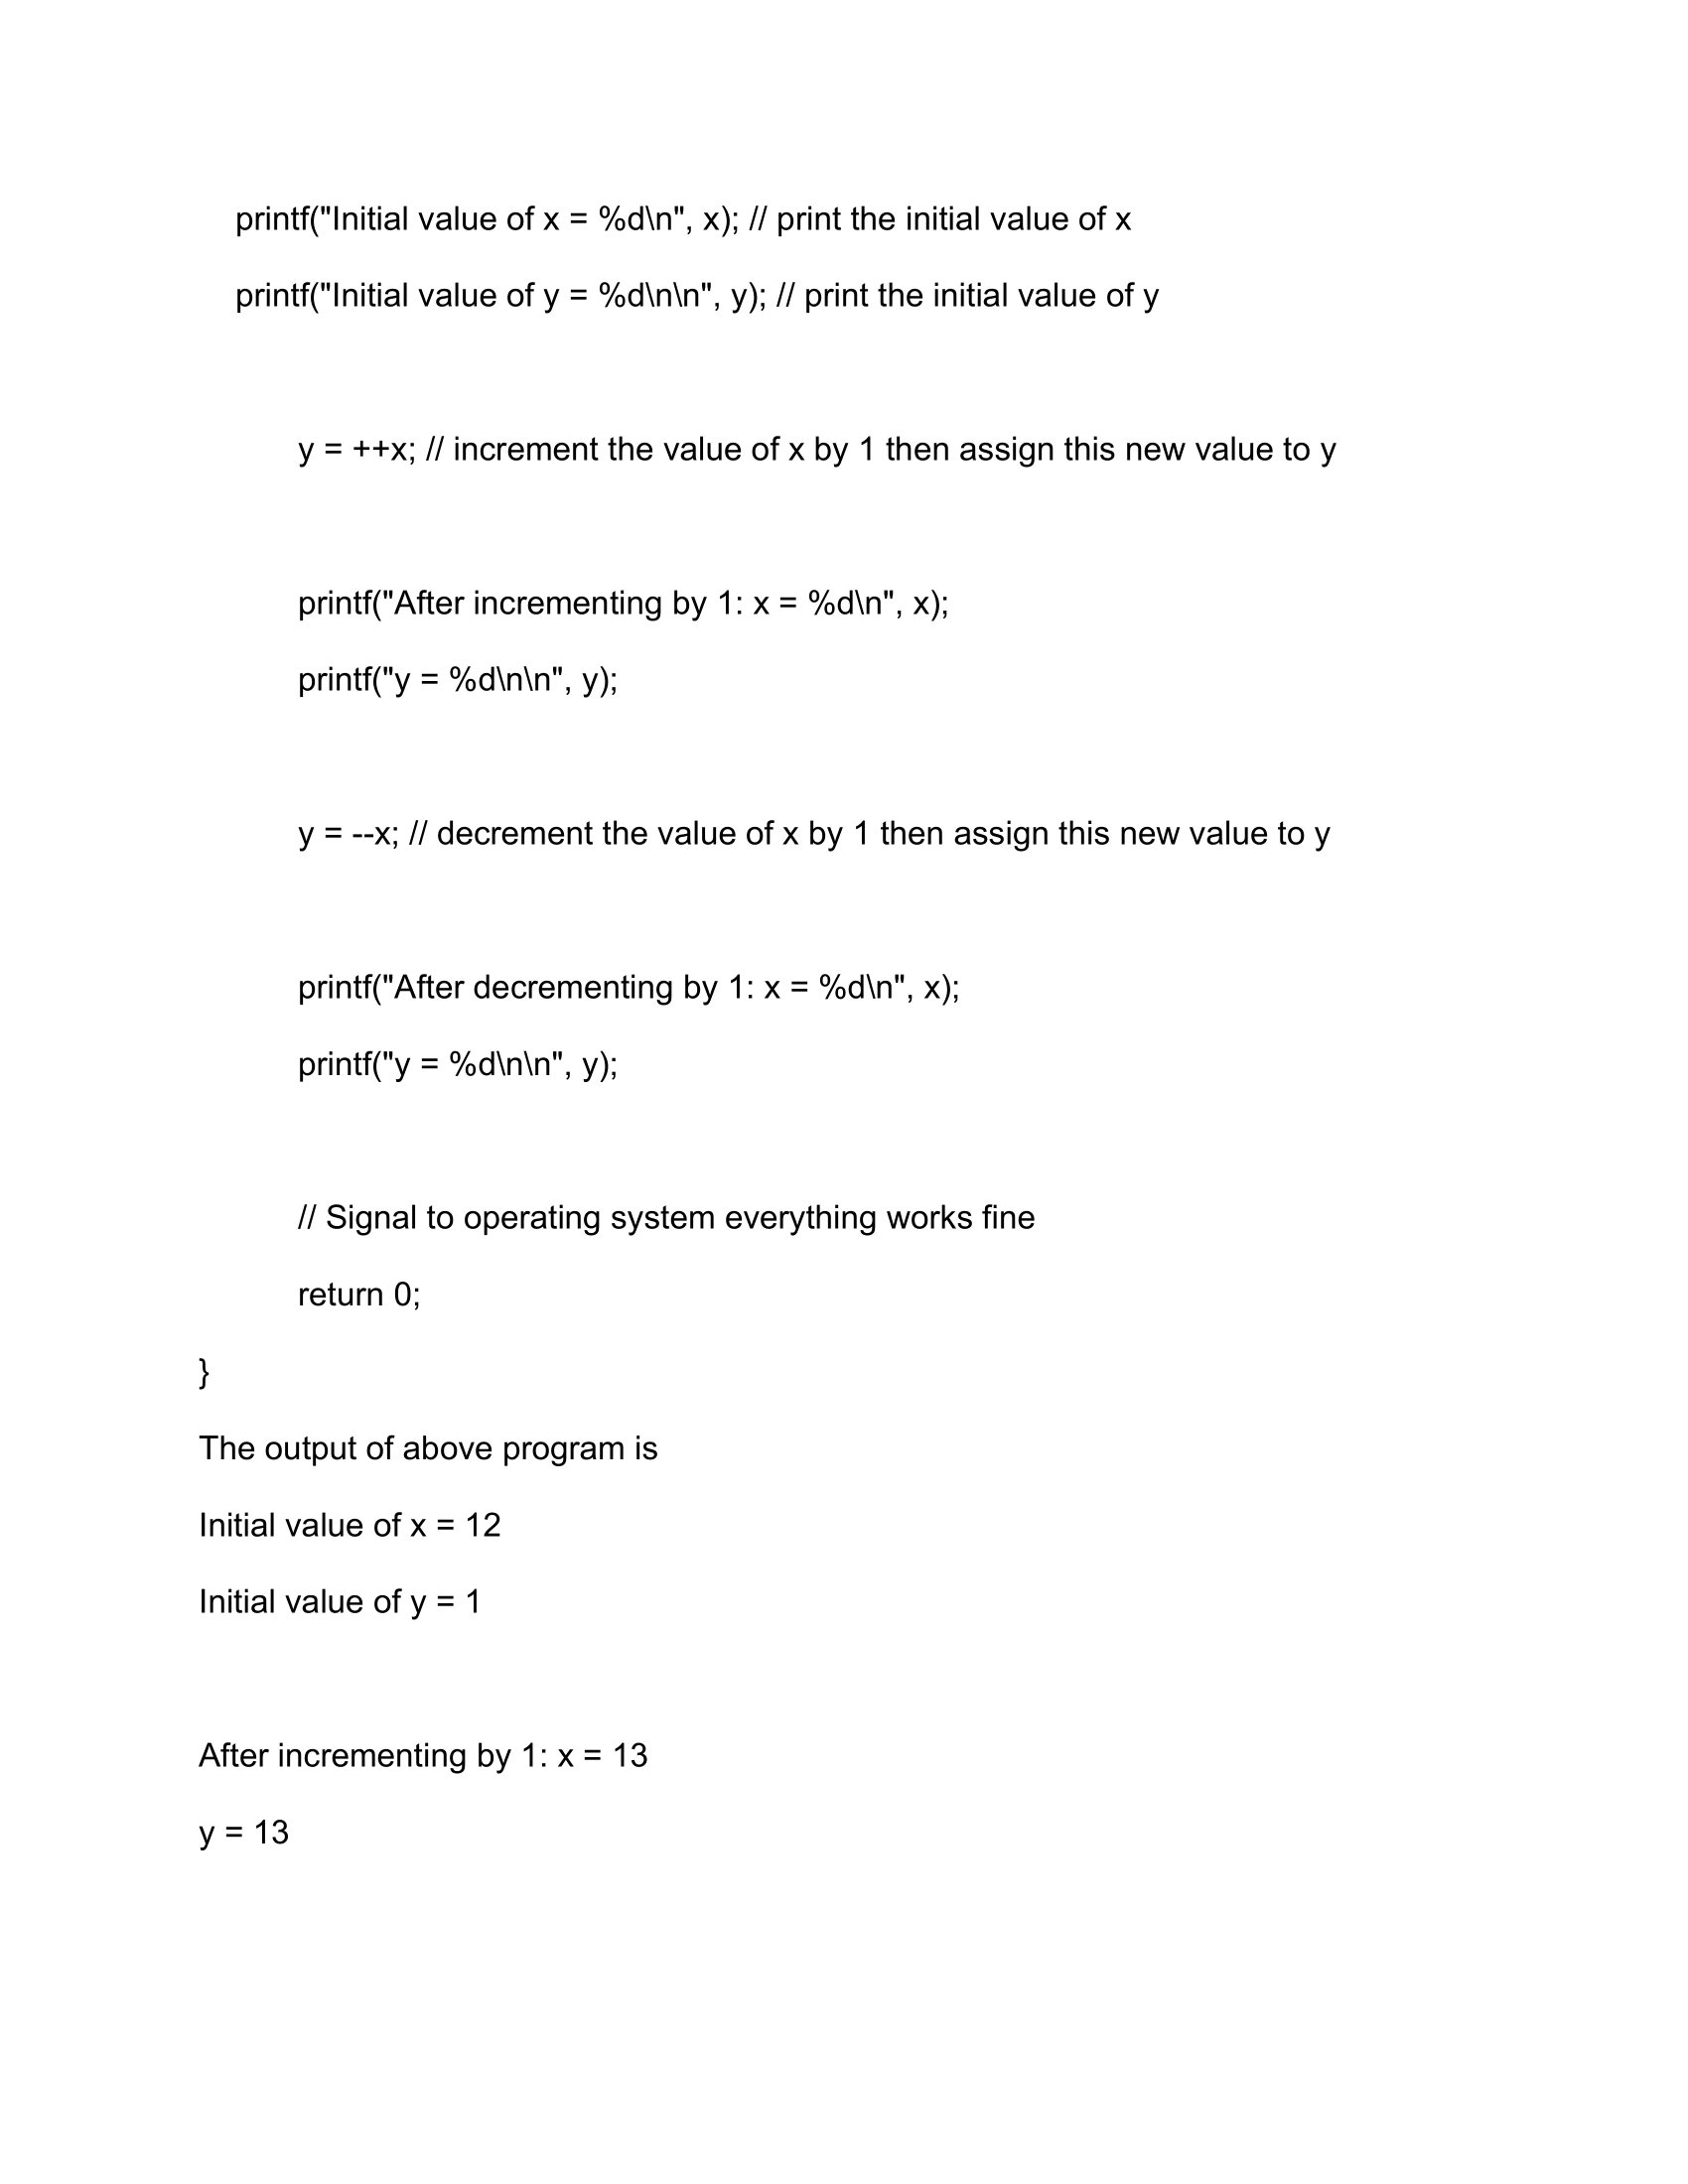 printf("Initial value of x = %d\n", x); // print the initial value of x
printf("Initial value of y = %d\n\n", y); // print the initial value of y
y = ++x; // increment the value of x by 1 then assign this new value to y
printf("After incrementing by 1: x = %d\n", x);
printf("y = %d\n\n", y);
y = --x; // decrement the value of x by 1 then assign this new value to y
printf("After decrementing by 1: x = %d\n", x);
printf("y = %d\n\n", y);
// Signal to operating system everything works fine
return 0;
}
The output of above program is
Initial value of x = 12
Initial value of y = 1
After incrementing by 1: x = 13
y = 13